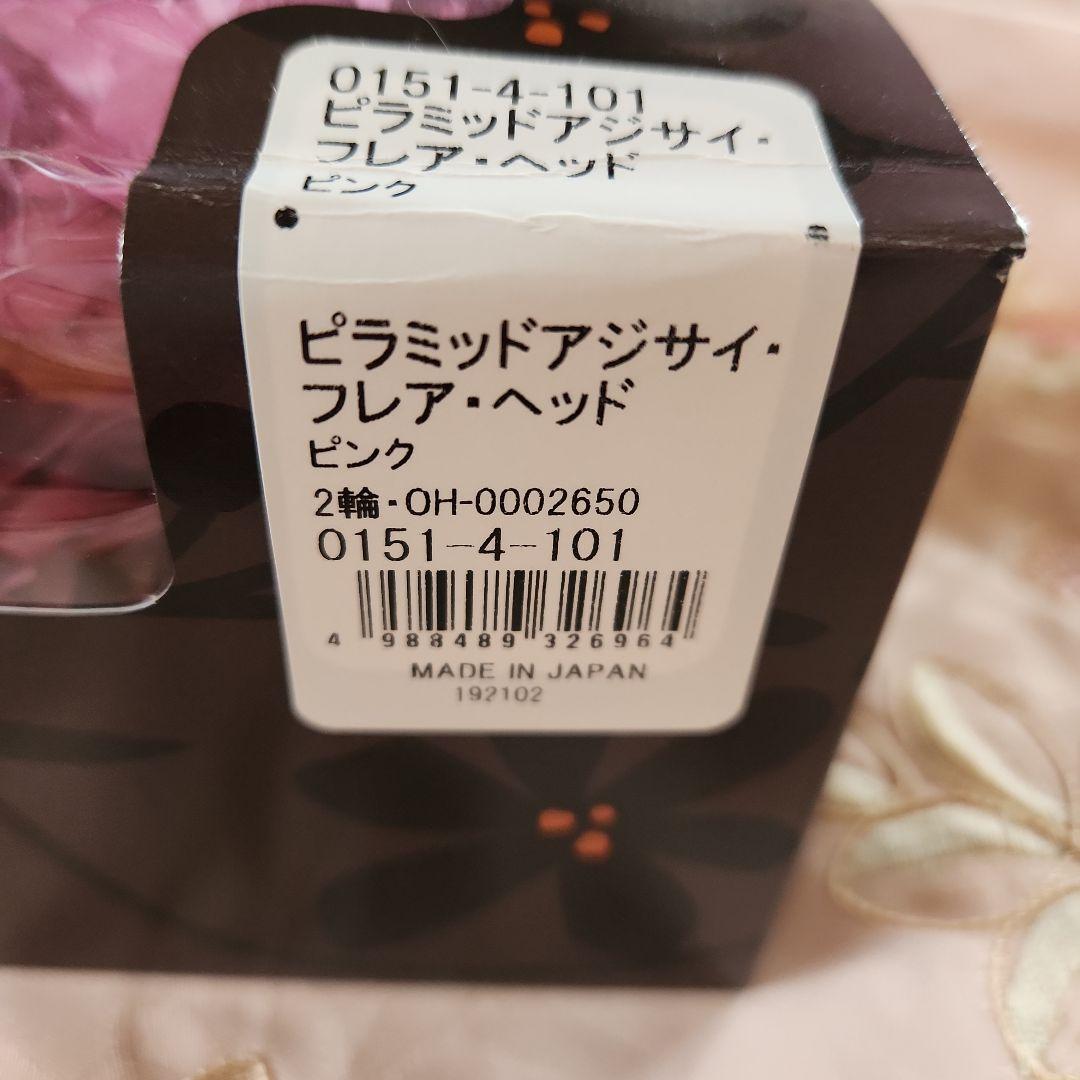 0151-4-101
ピラミッドアジサイ・
フレア・ヘッド
ピンク
ピラミッドアジサイ・
フレア・ヘッド
ピンク
2輪・OH-0002650
0151-4-101
4 988489 326964
MADE IN JAPAN
192102